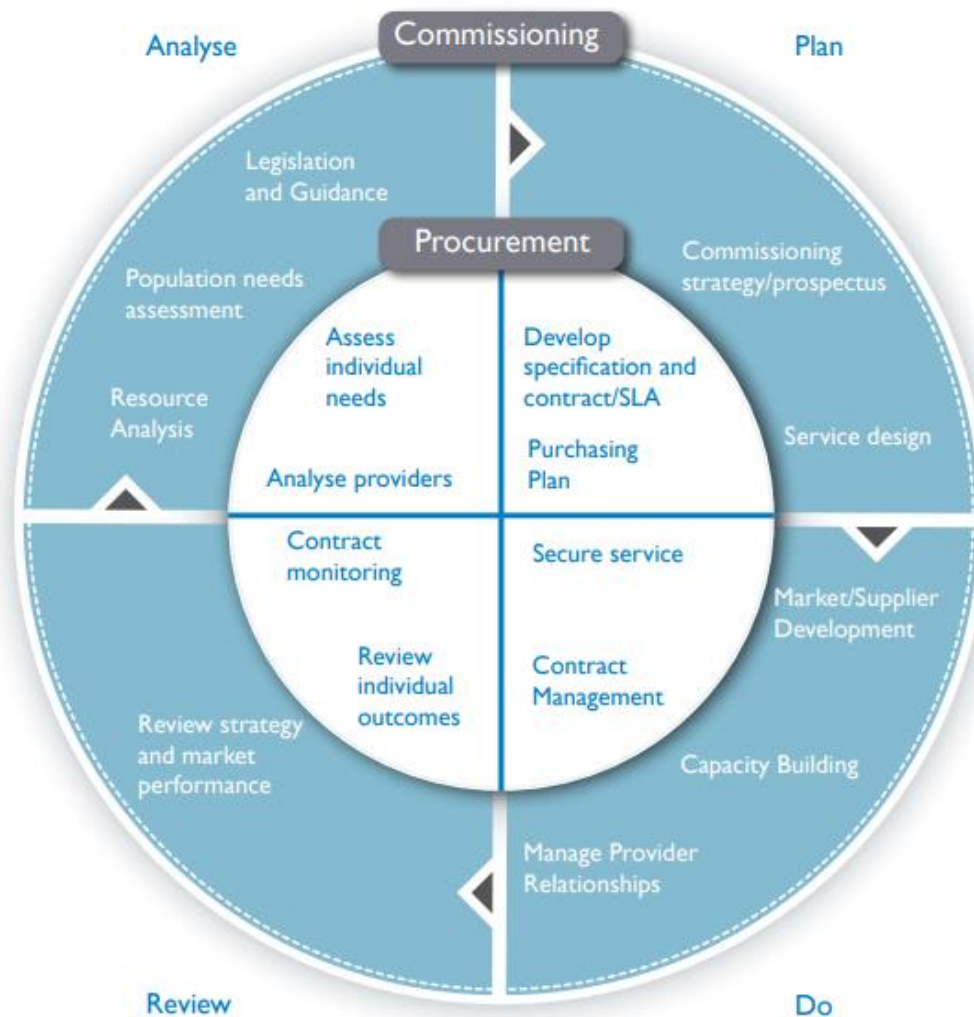 Analyse
Commissioning
Plan
Legislation
and Guidance
Population needs
assessment
Resource
Analysis
Commissioning
strategy/prospectus
Service design
Procurement
Assess
individual
needs
Analyse providers
Develop
specification and
contract/SLA
Purchasing
Plan
Contract
monitoring
Review
individual
outcomes
Secure service
Contract
Management
Market/Supplier
Development
Capacity Building
Manage Provider
Relationships
Review strategy
and market
performance
Review
Do